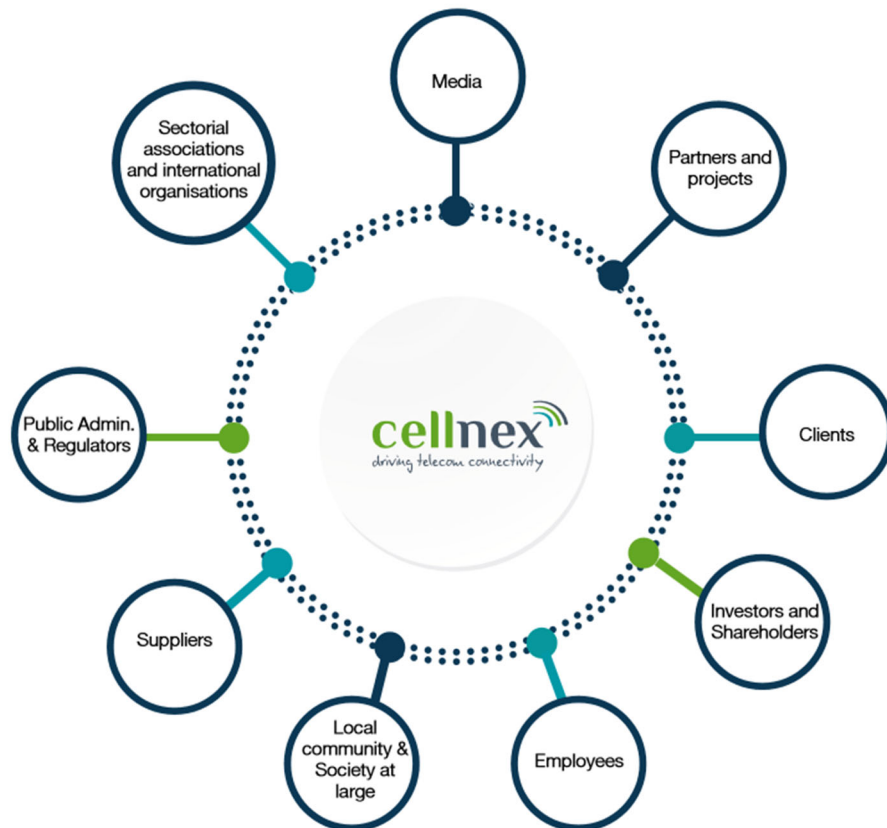 Media
Sectorial
associations
and international
organisations
Partners and
projects
Public Admin.
& Regulators
cellnex
driving telecom connectivity
Clients
Suppliers
Investors and
Shareholders
Local
community &
Society at
large
Employees